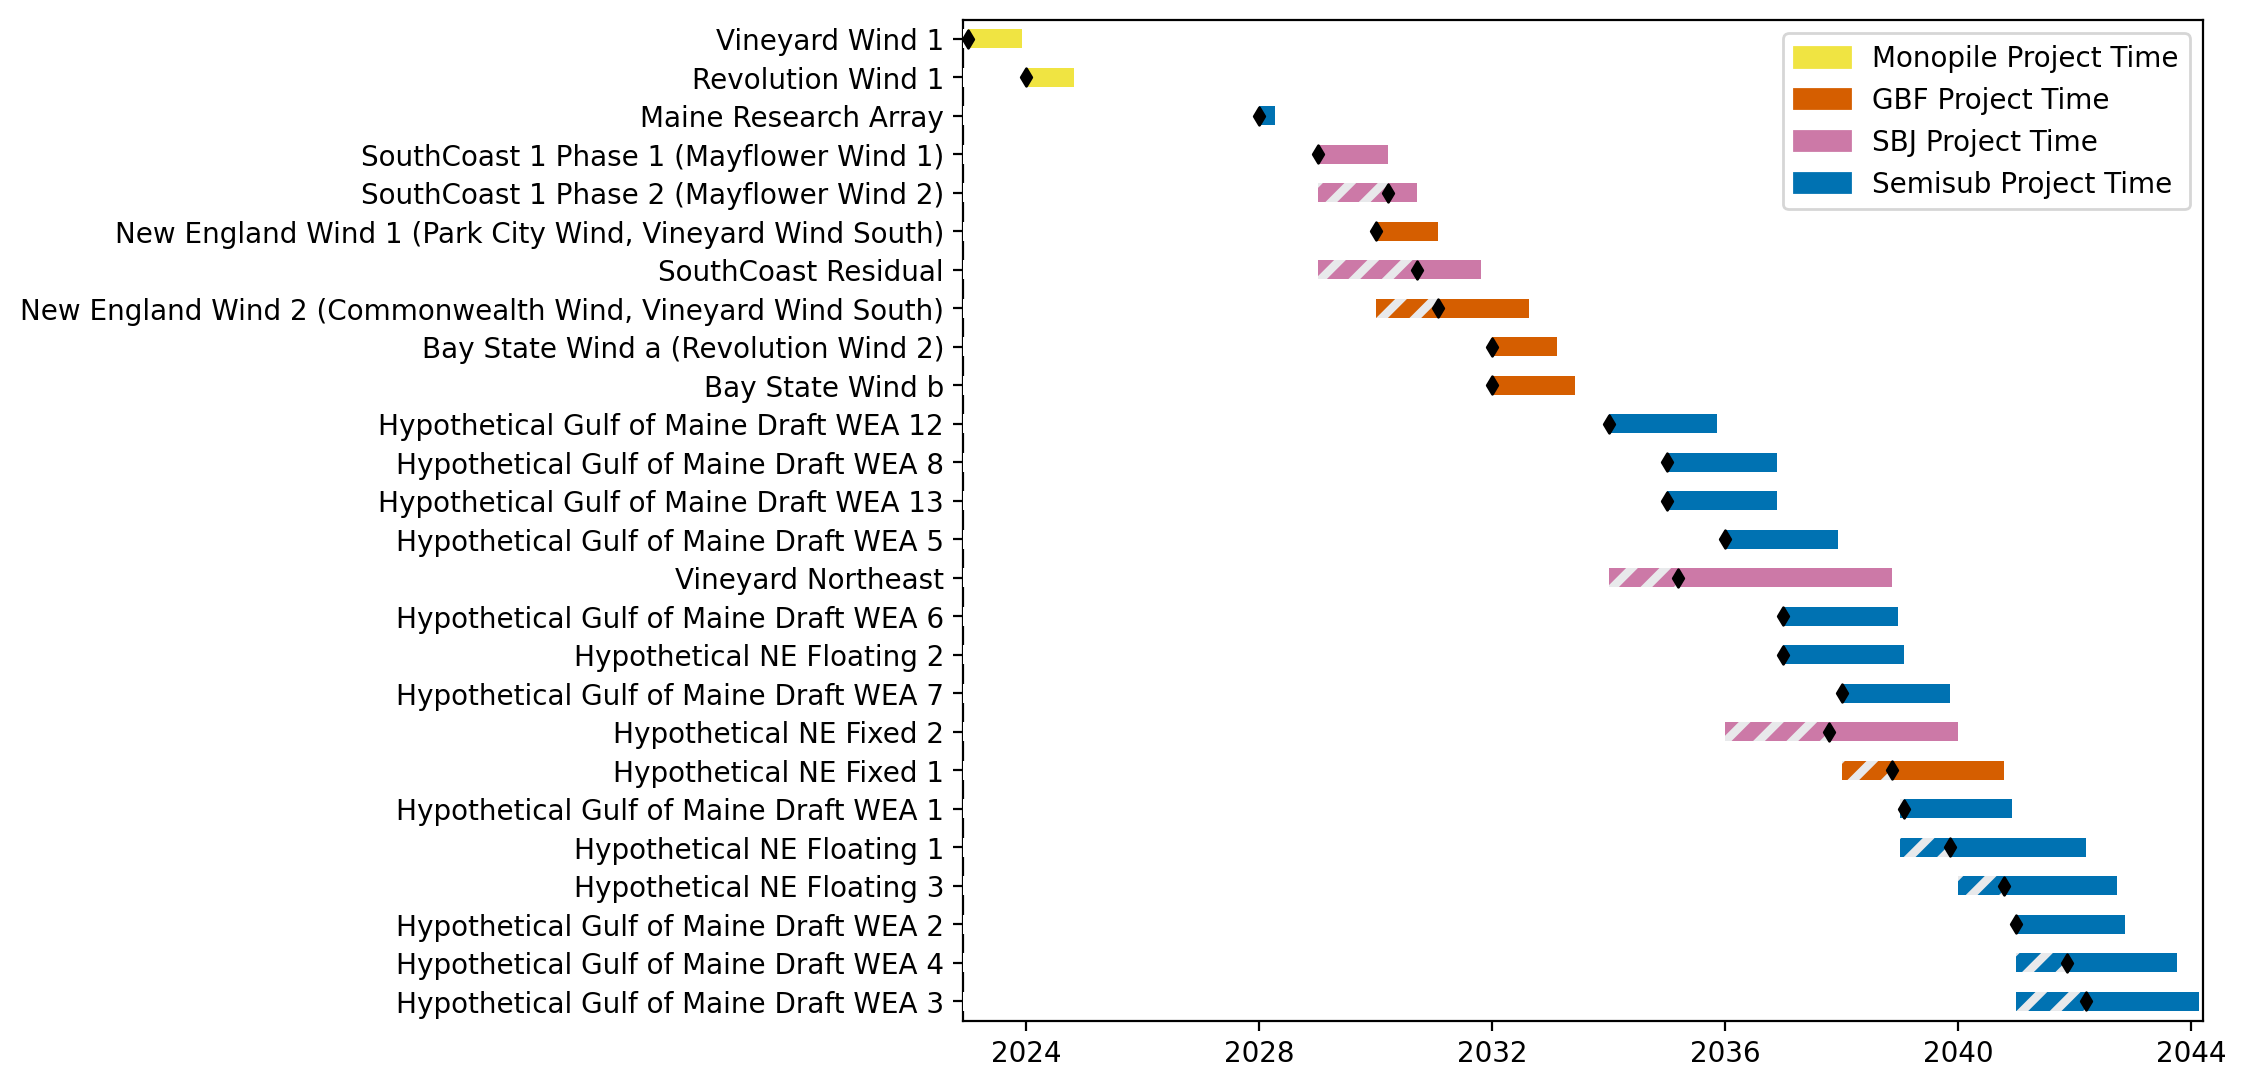 Vineyard Wind 1
Revolution Wind 1
Maine Research Array
SouthCoast 1 Phase 1 (Mayflower Wind 1)
SouthCoast 1 Phase 2 (Mayflower Wind 2)
New England Wind 1 (Park City Wind, Vineyard Wind South)
SouthCoast Residual
New England Wind 2 (Commonwealth Wind, Vineyard Wind South)
Bay State Wind a (Revolution Wind 2)
Bay State Wind b
Hypothetical Gulf of Maine Draft WEA 12
Hypothetical Gulf of Maine Draft WEA 8
Hypothetical Gulf of Maine Draft WEA 13
Hypothetical Gulf of Maine Draft WEA 5
Vineyard Northeast
Hypothetical Gulf of Maine Draft WEA 6
Hypothetical NE Floating 2
Hypothetical Gulf of Maine Draft WEA 7
Hypothetical NE Fixed 2
Hypothetical NE Fixed 1
Hypothetical Gulf of Maine Draft WEA 1
Hypothetical NE Floating 1
Hypothetical NE Floating 3
Hypothetical Gulf of Maine Draft WEA 2
Hypothetical Gulf of Maine Draft WEA 4
Hypothetical Gulf of Maine Draft WEA 3
Monopile Project Time
GBF Project Time
SBJ Project Time
Semisub Project Time
2024 2028 2032 2036 2040 2044